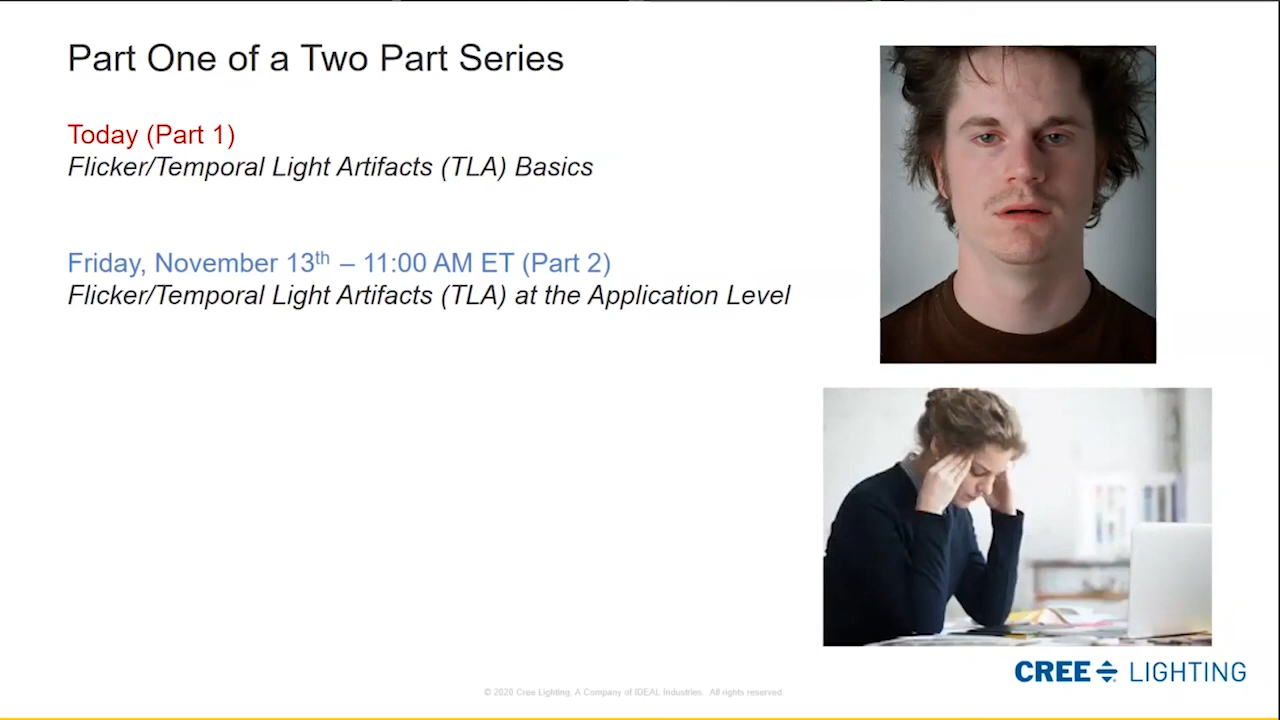 Part One of a Two Part Series
Today (Part 1)
Flicker/Temporal Light Artifacts (TLA) Basics
Friday, November 13th – 11:00 AM ET (Part 2)
Flicker/Temporal Light Artifacts (TLA) at the Application Level
CREE LIGHTING
© 2020 Cree Lighting, A Company of IDEAL Industries. All rights reserved.